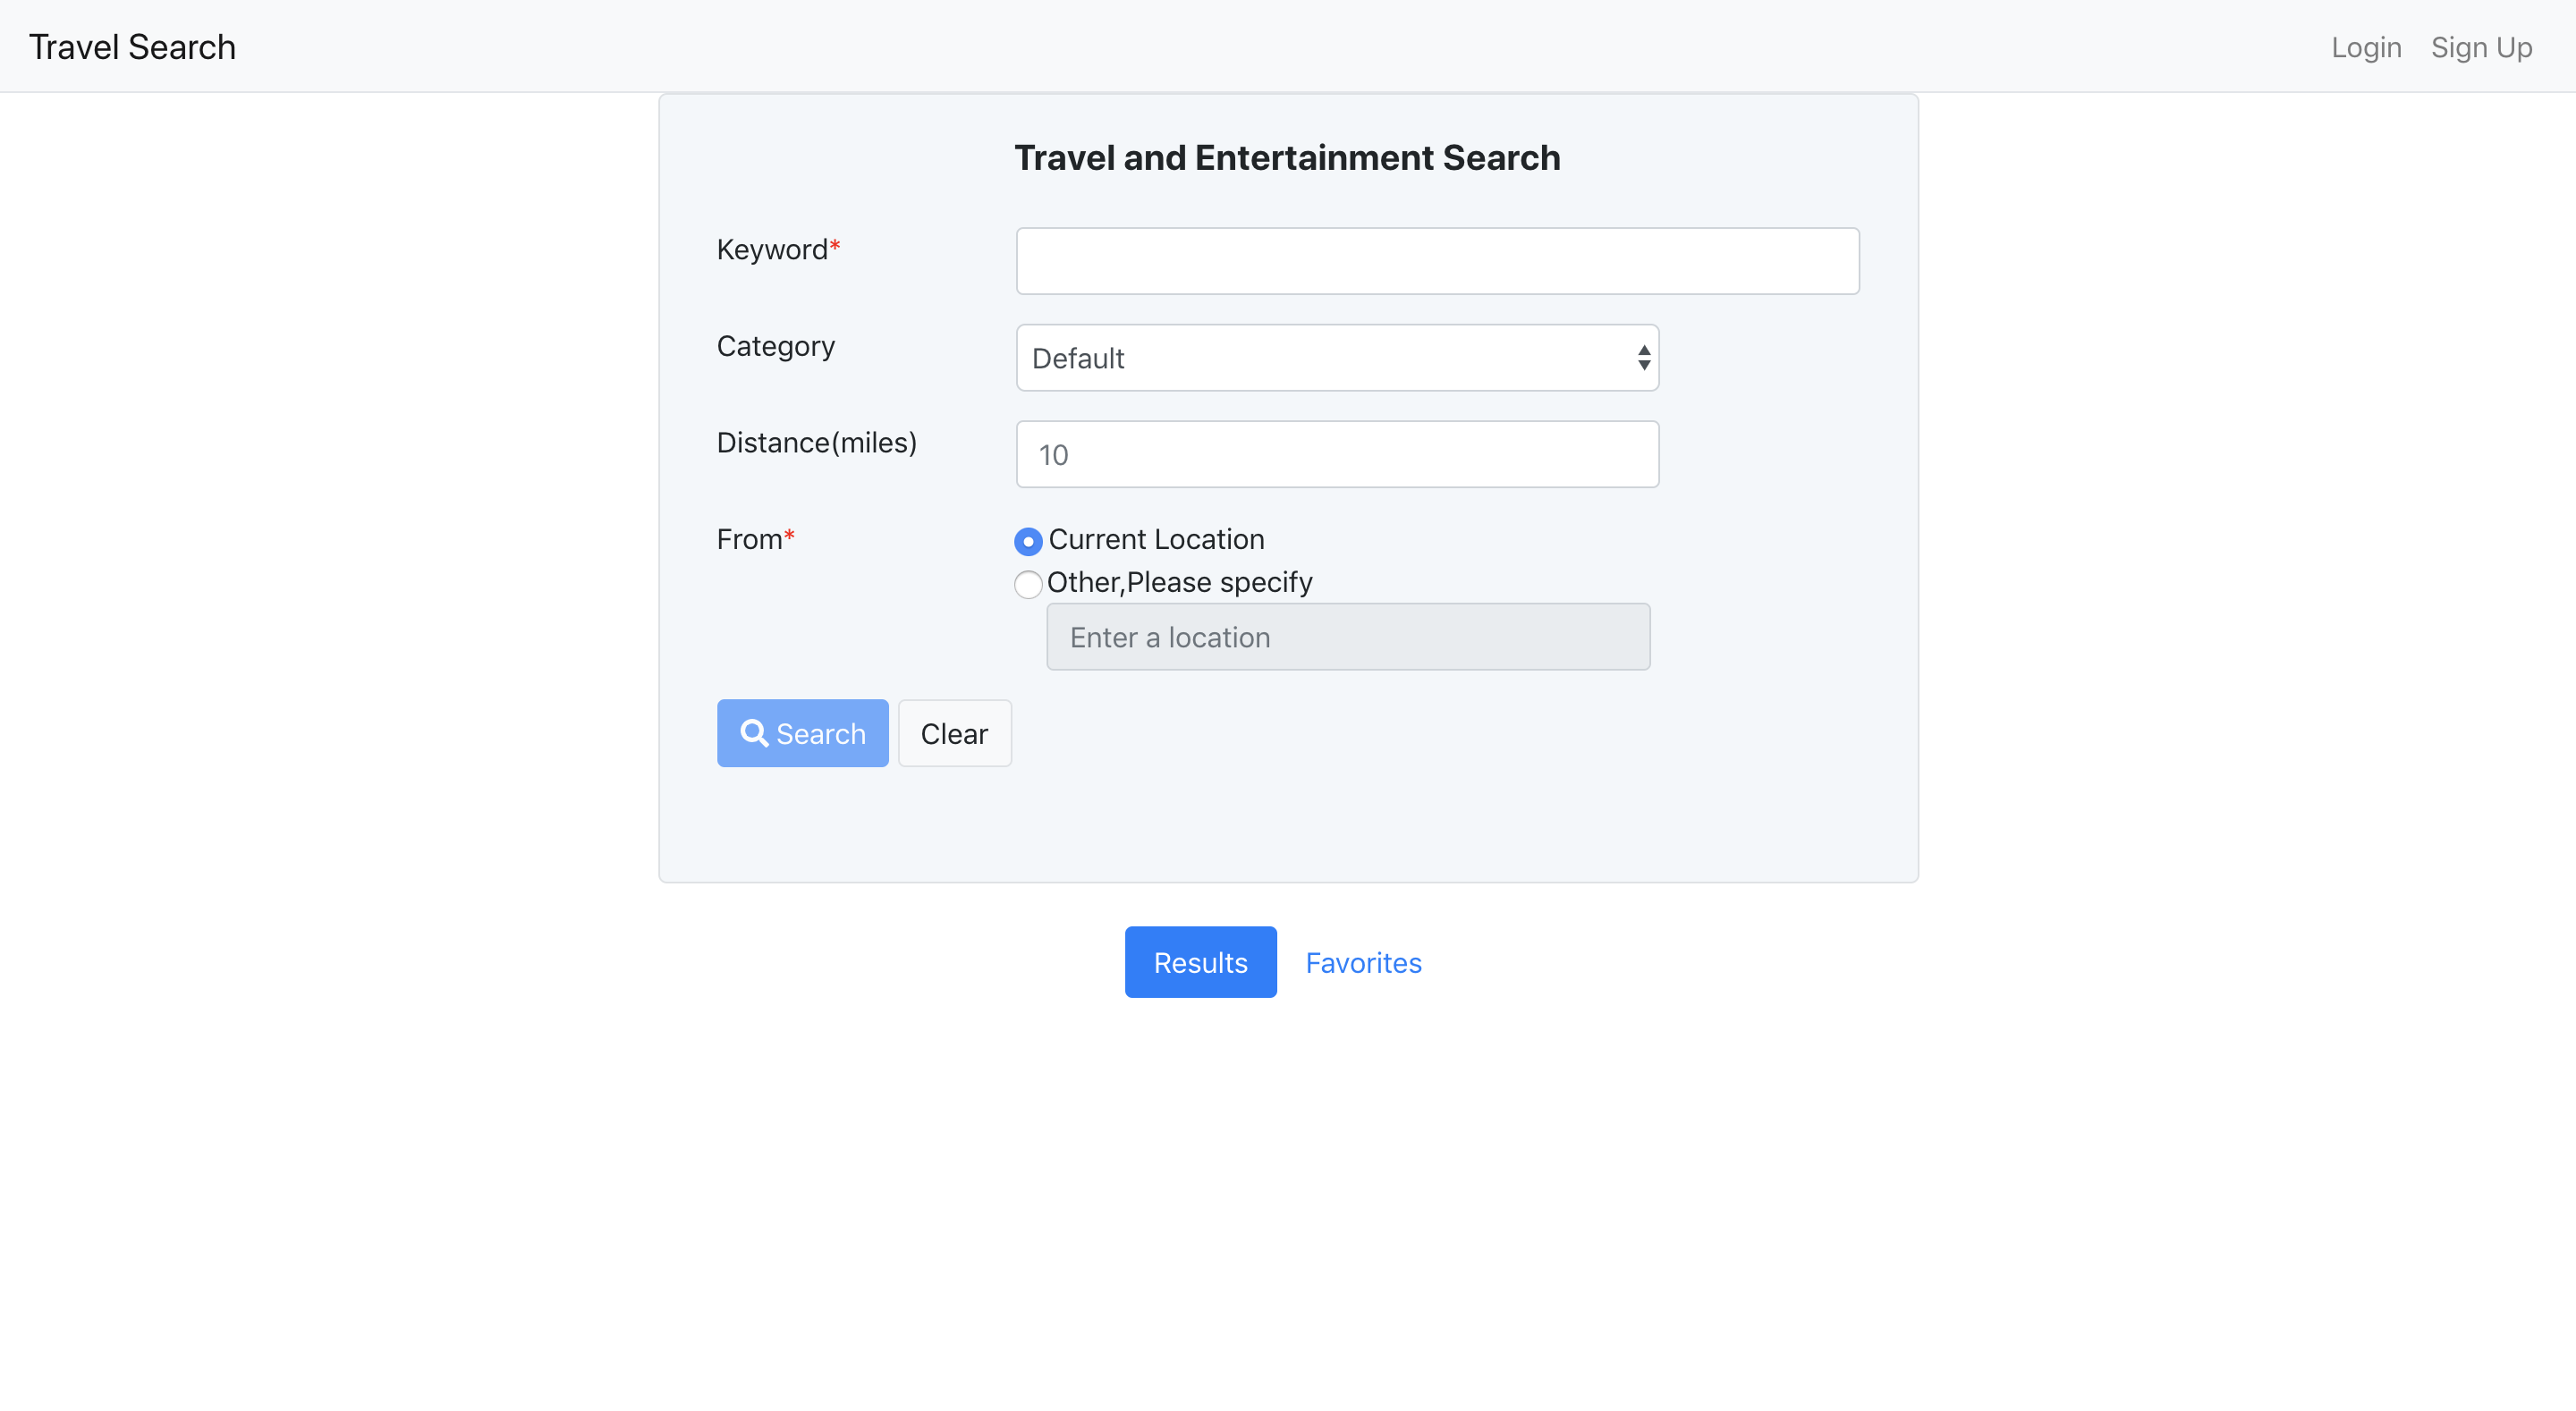 Travel Search Login Sign Up
Travel and Entertainment Search
Keyword*
Category Default
Distance(miles) 10
From* Current Location
Other,Please specify
Enter a location
Search Clear
Results Favorites